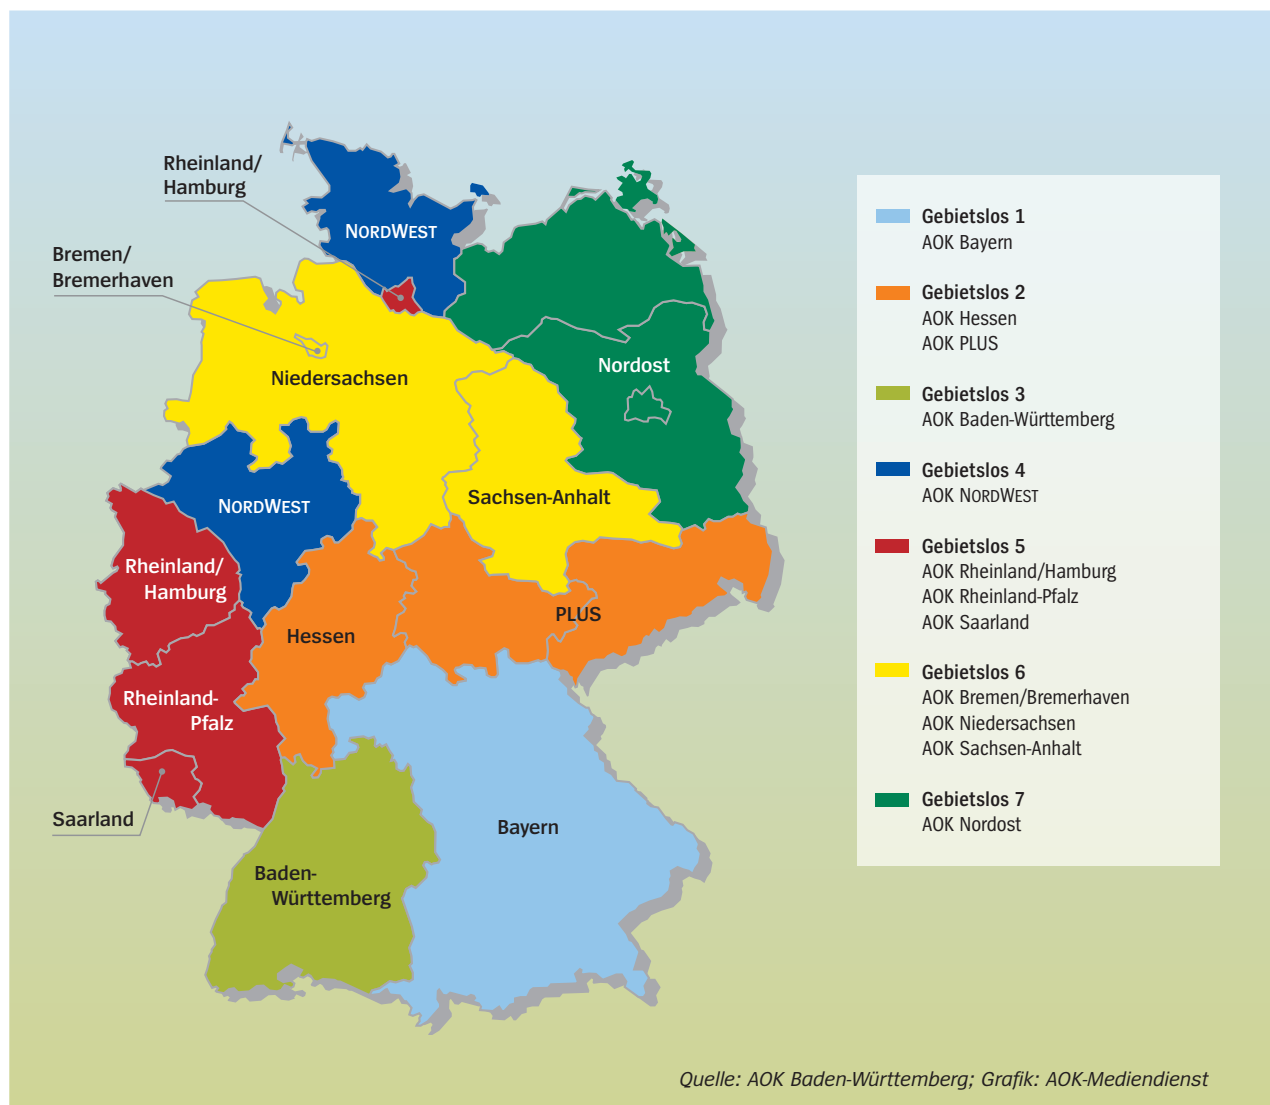 Rheinland/
Hamburg
NORDWEST
Bremen/
Bremerhaven
Niedersachsen
Nordost
Sachsen-Anhalt
NORDWEST
Rheinland/
Hamburg
PLUS
Hessen
Rheinland-
Pfalz
Saarland
Bayern
Baden-
Württemberg
Gebietslos 1
AOK Bayern
Gebietslos 2
AOK Hessen
AOK PLUS
Gebietslos 3
AOK Baden-Württemberg
Gebietslos 4
AOK NORDWEST
Gebietslos 5
AOK Rheinland/Hamburg
AOK Rheinland-Pfalz
AOK Saarland
Gebietslos 6
AOK Bremen/Bremerhaven
AOK Niedersachsen
AOK Sachsen-Anhalt
Gebietslos 7
AOK Nordost
Quelle: AOK Baden-Württemberg; Grafik: AOK-Mediendienst